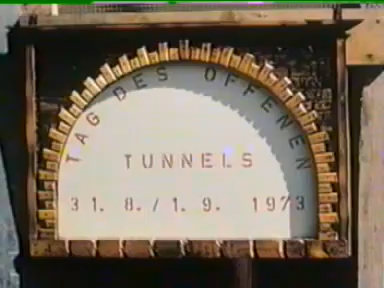 TAG DES OFFENEN
TUNNELS
31. 8./1. 9. 1973